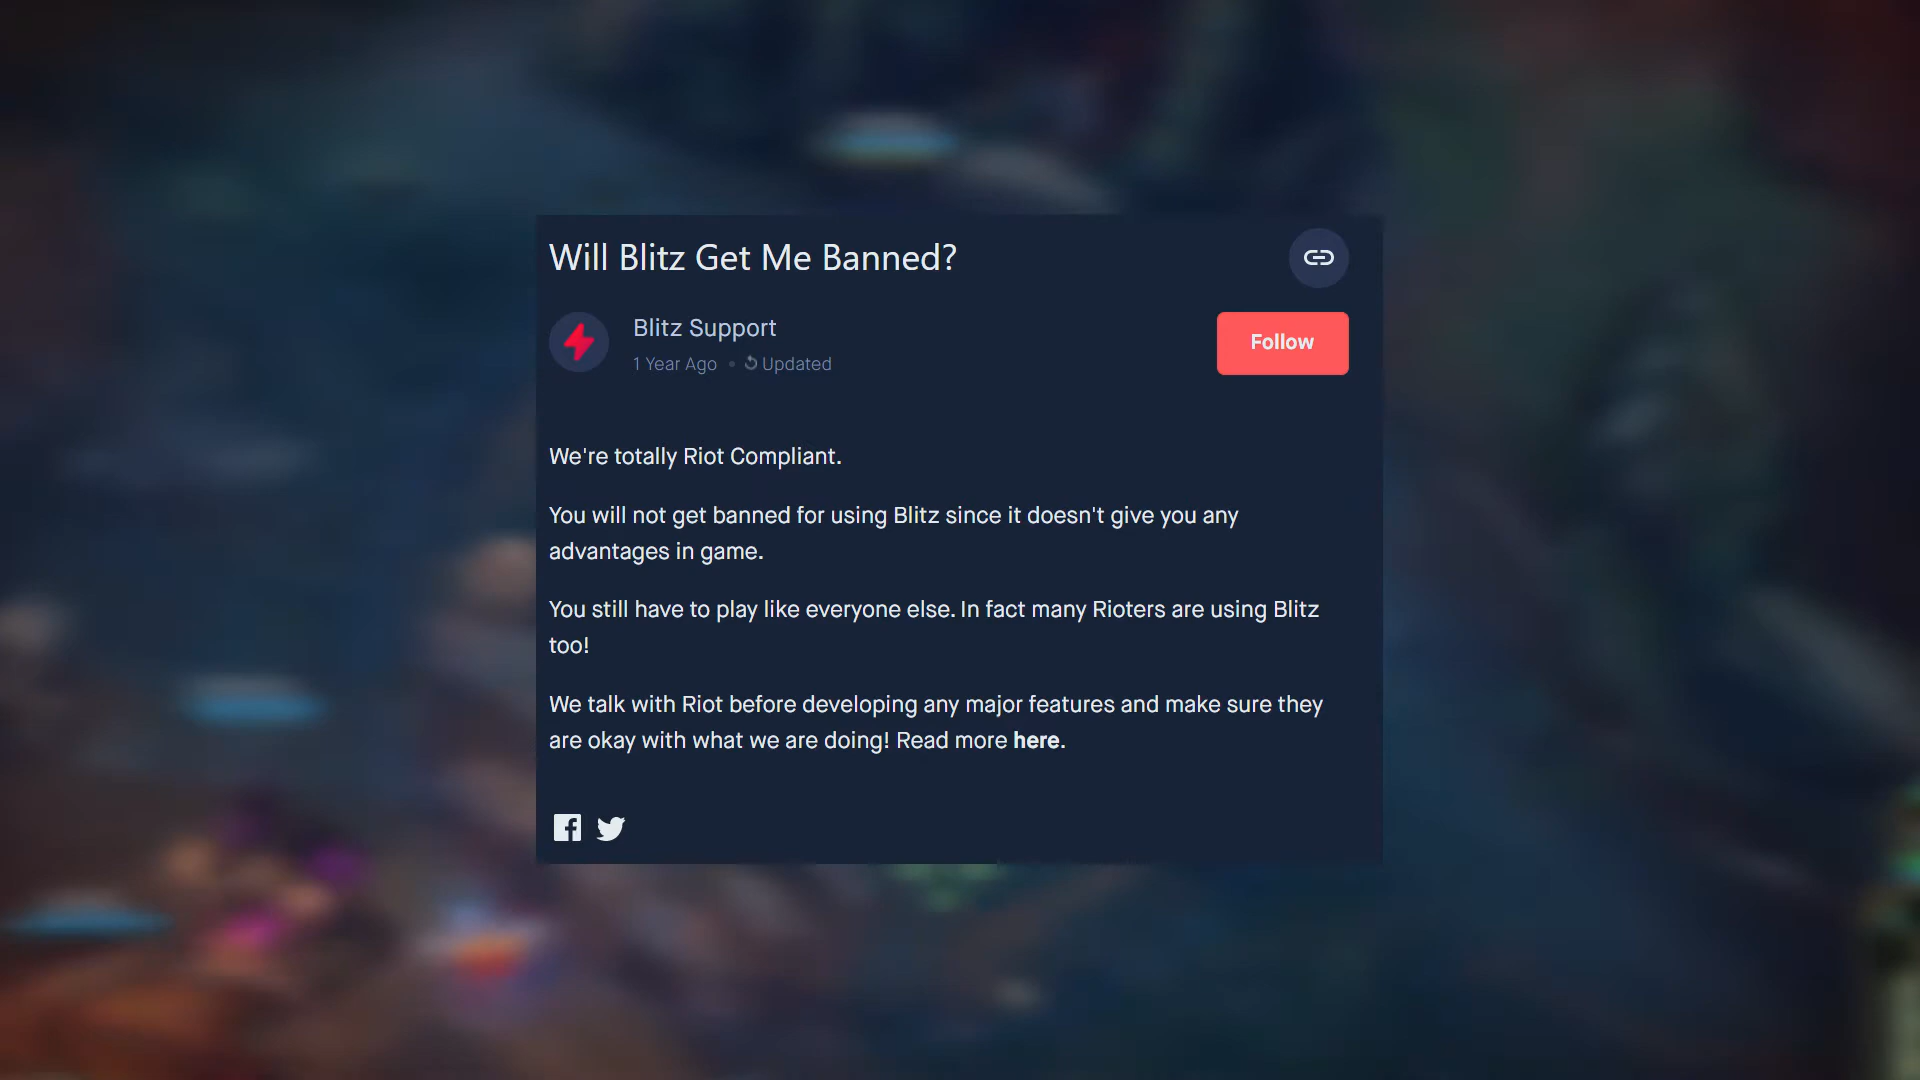 Will Blitz Get Me Banned?
Blitz Support
Follow
1 Year Ago • Updated
We're totally Riot Compliant.
You will not get banned for using Blitz since it doesn't give you any
advantages in game.
You still have to play like everyone else. In fact many Rioters are using Blitz
too!
We talk with Riot before developing any major features and make sure they
are okay with what we are doing! Read more here.